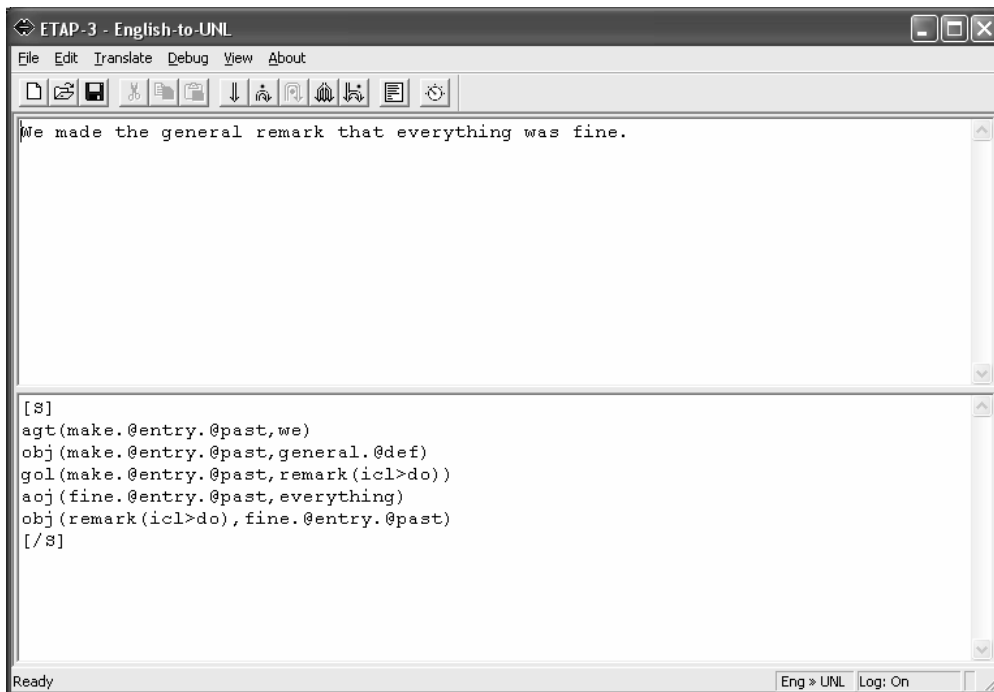 ETAP-3 - English-to-UNL
File Edit Translate Debug View About
We made the general remark that everything was fine.
[S]
agt(make.@entry.@past,we)
obj(make.@entry.@past,general.@def)
gol(make.@entry.@past,remark(icl>do))
aoj(fine.@entry.@past,everything)
obj(remark(icl>do),fine.@entry.@past)
[/S]
Ready Eng » UNL Log: On